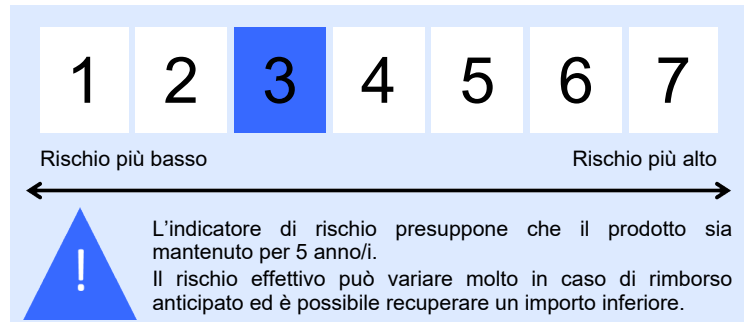 1 2 3 4 5 6 7
Rischio più basso Rischio più alto
!
L'indicatore di rischio presuppone che il prodotto sia
mantenuto per 5 anno/i.
Il rischio effettivo può variare molto in caso di rimborso
anticipato ed è possibile recuperare un importo inferiore.